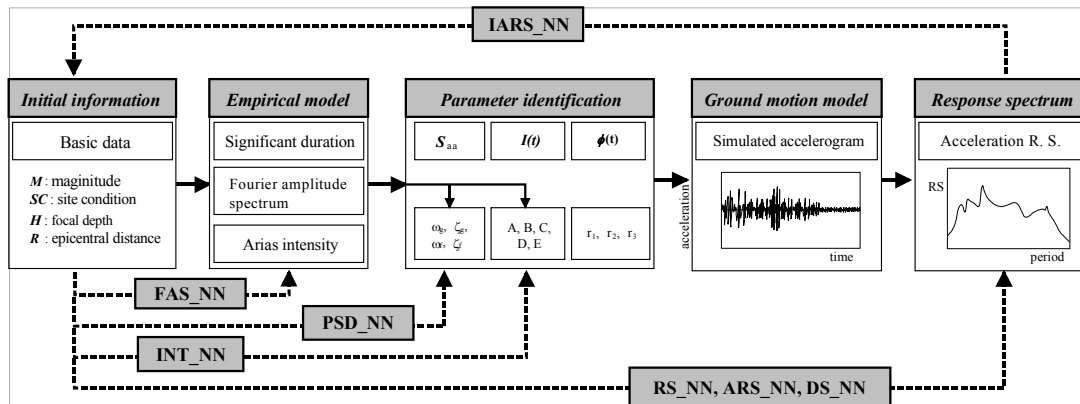 IARS_NN
Initial information
Basic data
M : maginitude
SC : site condition
H : focal depth
R : epicentral distance
Empirical model
Significant duration
Fourier amplitude
spectrum
Arias intensity
Parameter identification
S aa
I(t)
ϕ(t)
ωg, ζg,
ωf, ζf
A, B, C,
D, E
r1, r2, r3
Ground motion model
Simulated accelerogram
acceleration
time
Response spectrum
Acceleration R. S.
RS
period
FAS_NN
PSD_NN
INT_NN
RS_NN, ARS_NN, DS_NN